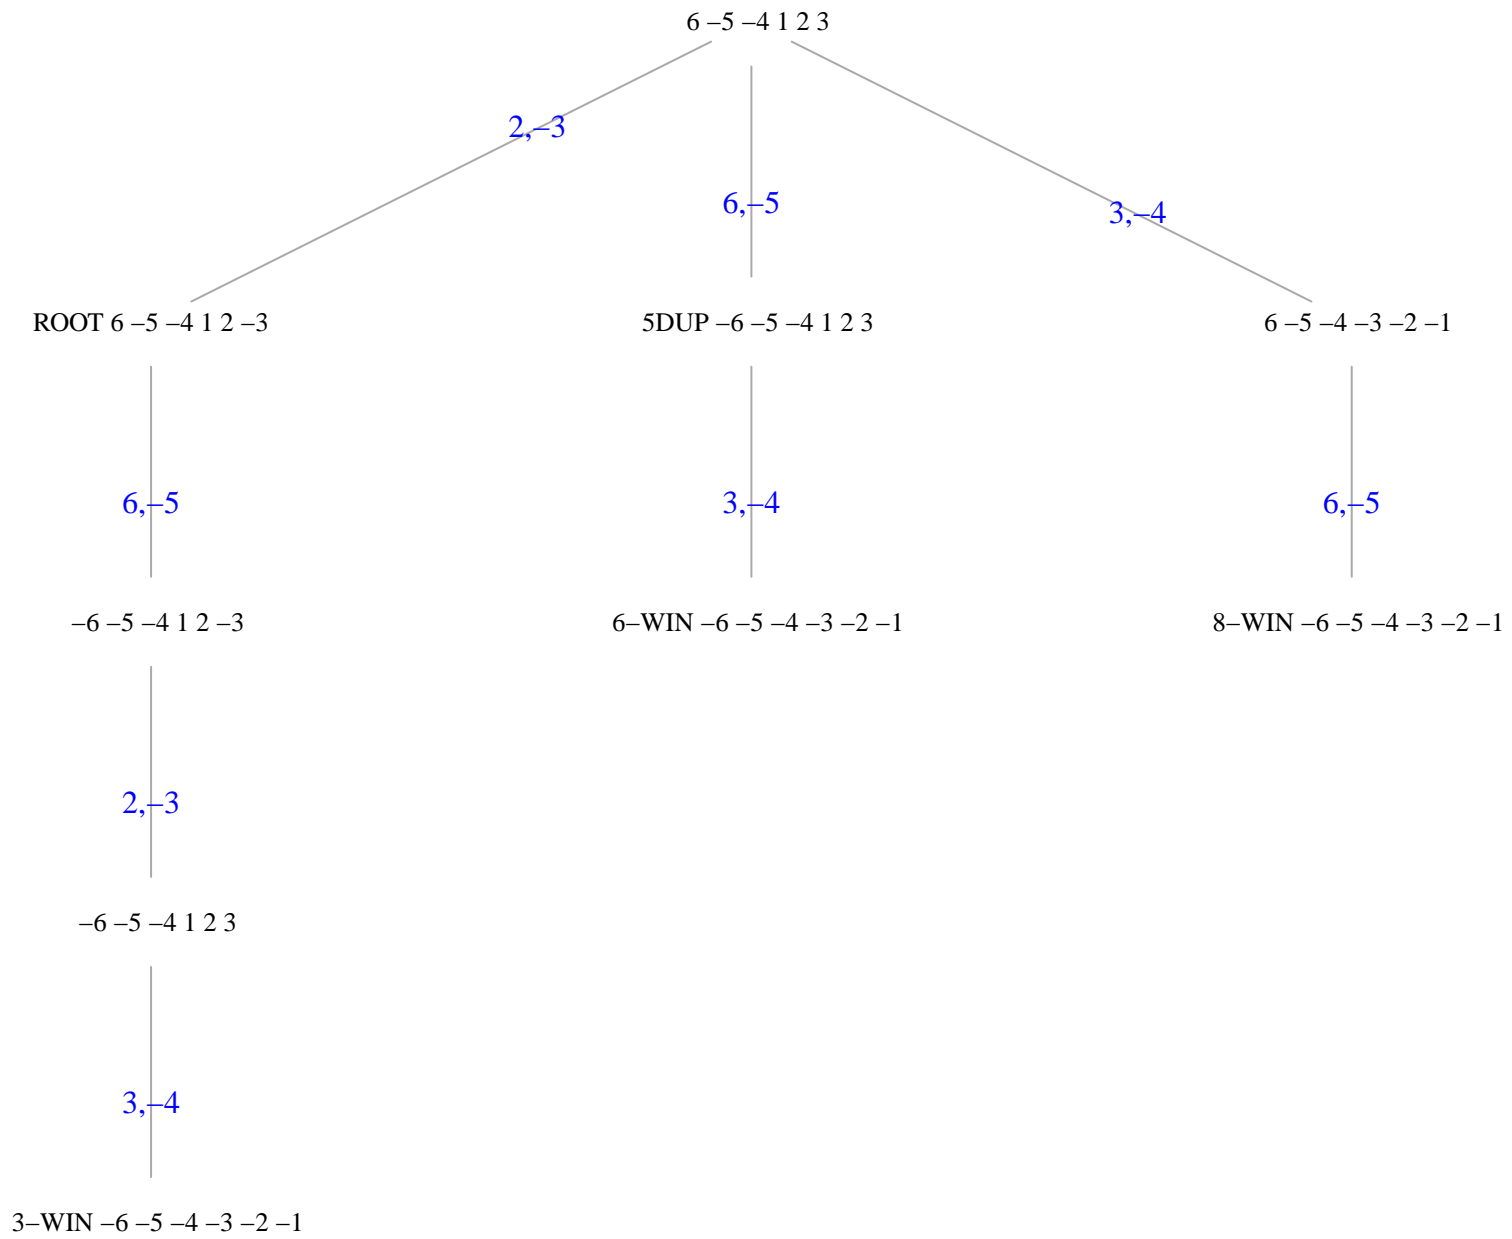 6 –5 –4 1 2 3
2,–3
6,–5
3,–4
ROOT 6 –5 –4 1 2 –3
5DUP –6 –5 –4 1 2 3
6 –5 –4 –3 –2 –1
6,–5
3,–4
6,–5
–6 –5 –4 1 2 –3
6–WIN –6 –5 –4 –3 –2 –1
8–WIN –6 –5 –4 –3 –2 –1
2,–3
–6 –5 –4 1 2 3
3,–4
3–WIN –6 –5 –4 –3 –2 –1